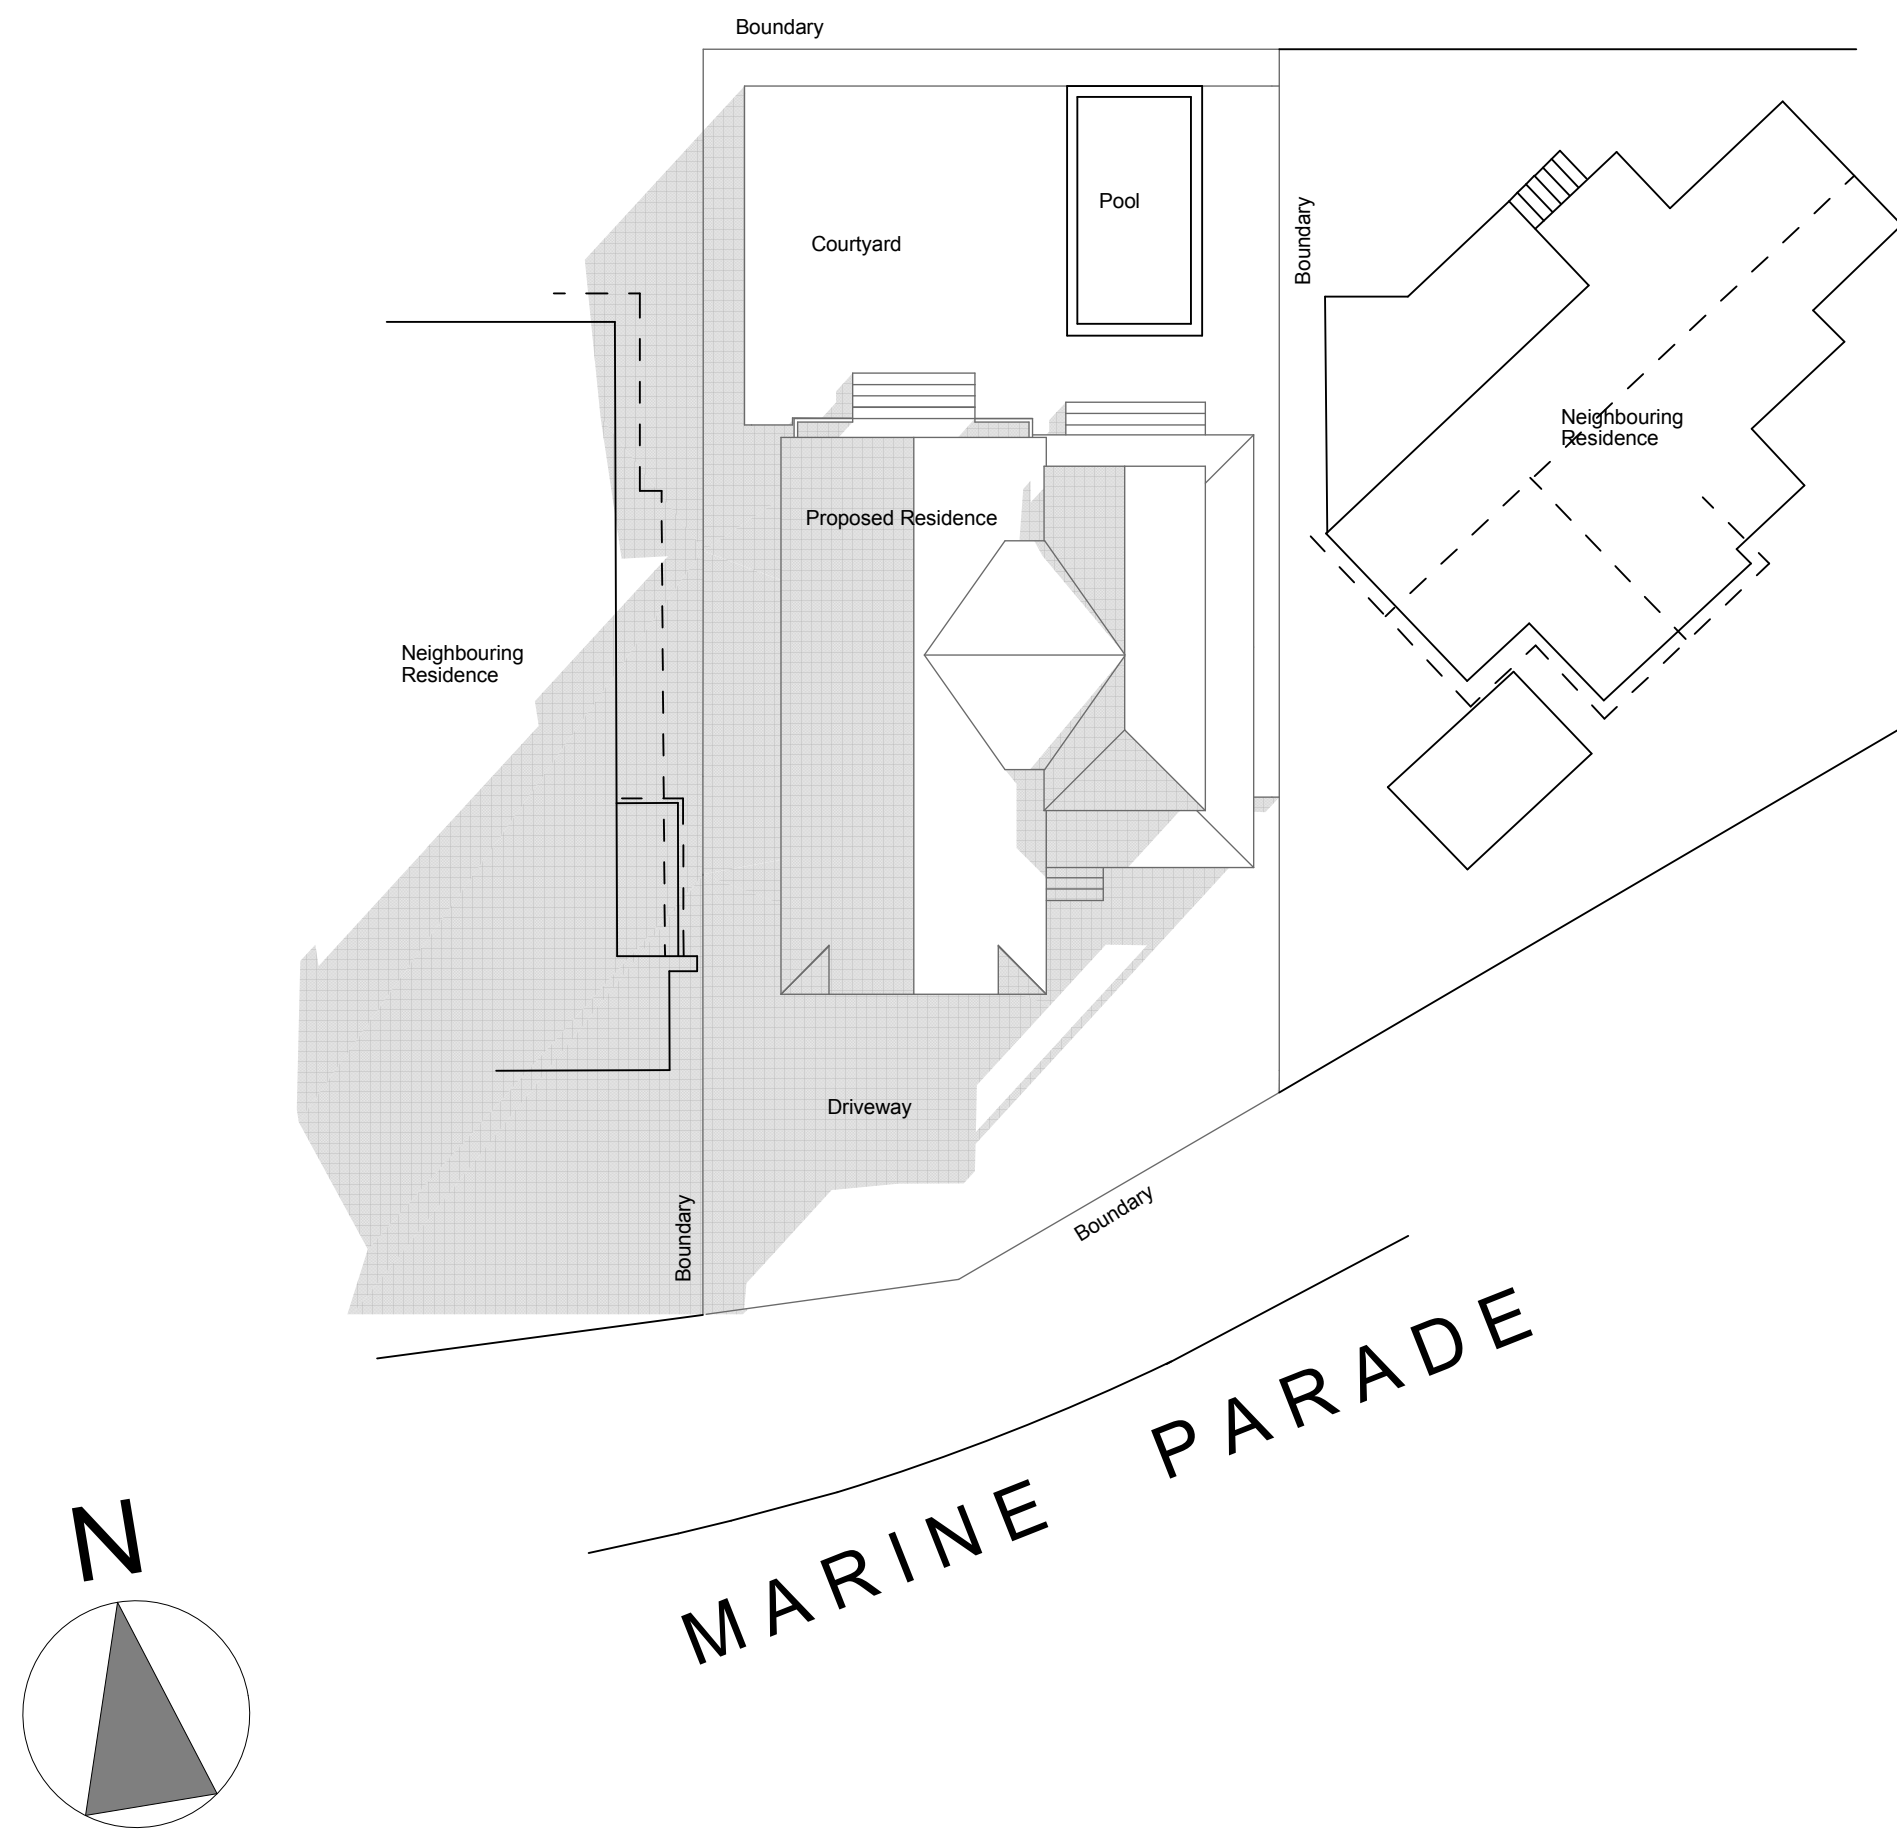 Boundary
Pool
Boundary
Courtyard
Neighbouring
Residence
Proposed Residence
Neighbouring
Residence
Driveway
Boundary
Boundary
MARINE PARADE
N